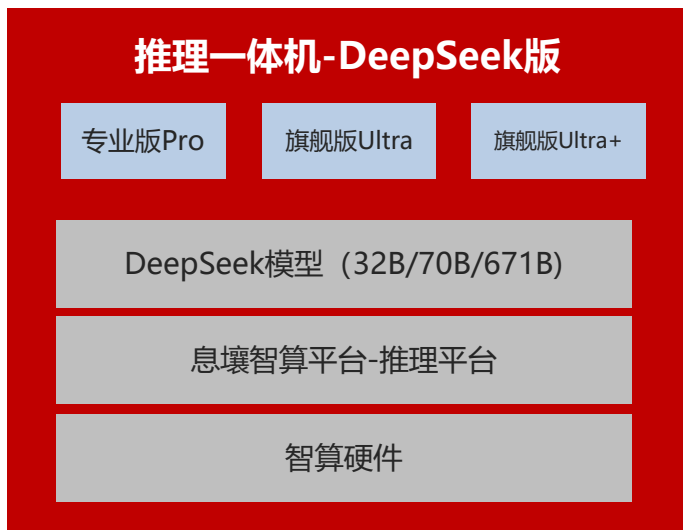 推理一体机-DeepSeek版
专业版Pro
旗舰版Ultra
旗舰版Ultra+
DeepSeek模型（32B/70B/671B)
息壤智算平台-推理平台
智算硬件